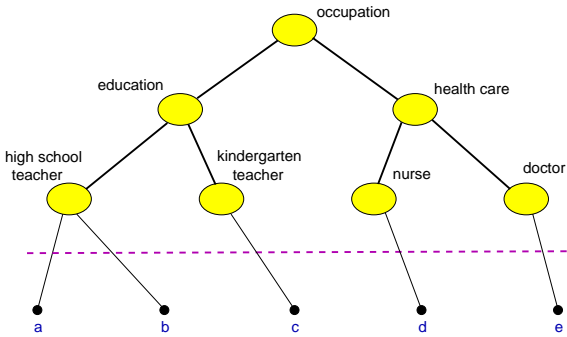 occupation
education
health care
high school
teacher
kindergarten
teacher
nurse
doctor
a
b
c
d
e